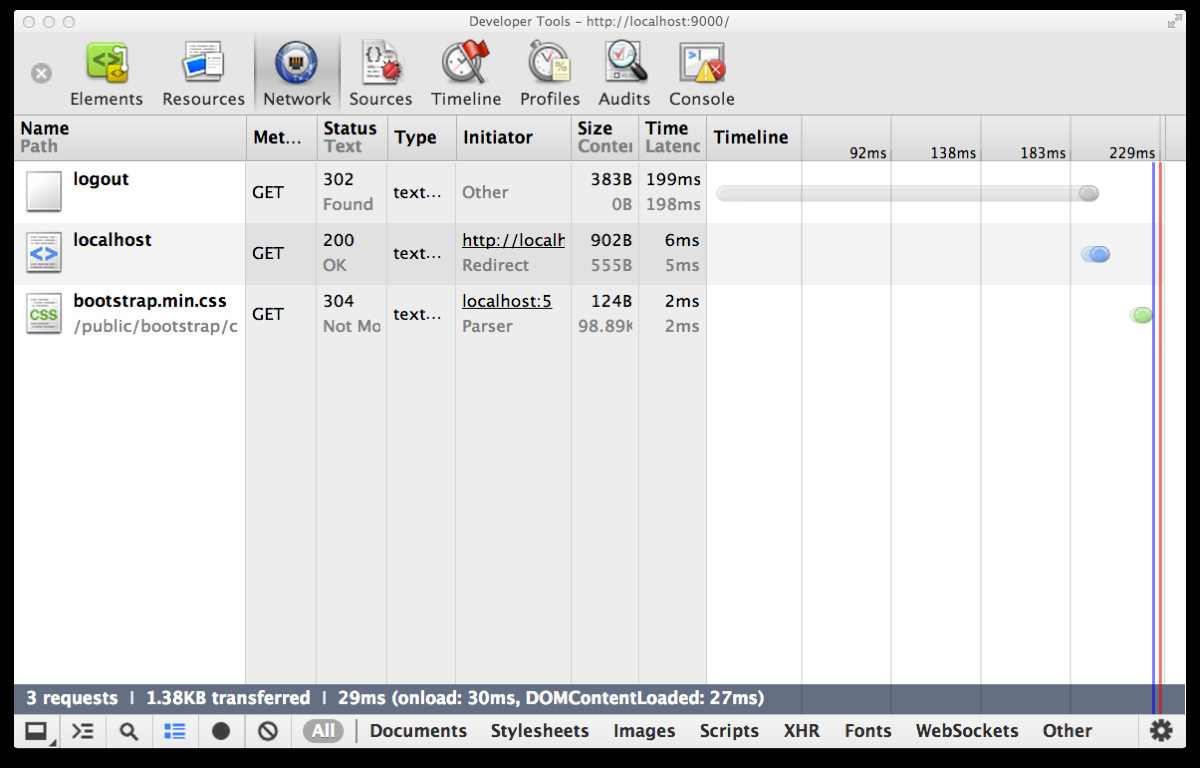 Developer Tools – http://localhost:9000/
Elements Resources Network Sources Timeline Profiles Audits Console
Name Path Met... Status Text Type Initiator Size Conter Time Latenc Timeline 92ms 138ms 183ms 229ms
logout GET 302 text... Other 383B 199ms
Found 0B 198ms
localhost GET 200 text... http://localh 902B 6ms
OK Redirect 555B 5ms
bootstrap.min.css GET 304 text... localhost:5 124B 2ms
/public/bootstrap/c Not Mo Parser 98.89K 2ms
<> CSS
3 requests | 1.38KB transferred | 29ms (onload: 30ms, DOMContentLoaded: 27ms)
All Documents Stylesheets Images Scripts XHR Fonts WebSockets Other